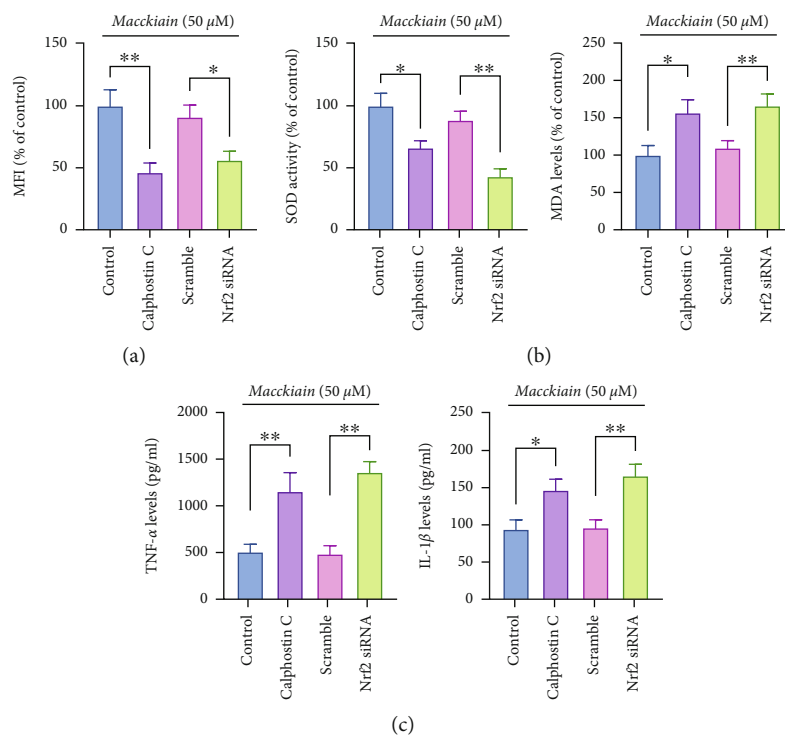 Macckiain (50 µM)
**
*
150
100
50
0
MFI (% of control)
Control
Calphostin C
Scramble
Nrf2 siRNA
(a)
Macckiain (50 µM)
*
**
150
100
50
0
SOD activity (% of control)
Control
Calphostin C
Scramble
Nrf2 siRNA
Macckiain (50 µM)
*
**
250
200
150
100
50
0
MDA levels (% of control)
Control
Calphostin C
Scramble
Nrf2 siRNA
(b)
Macckiain (50 µM)
**
**
2000
1500
1000
500
0
TNF-α levels (pg/ml)
Control
Calphostin C
Scramble
Nrf2 siRNA
Macckiain (50 µM)
*
**
250
200
150
100
50
0
IL-1β levels (pg/ml)
Control
Calphostin C
Scramble
Nrf2 siRNA
(c)